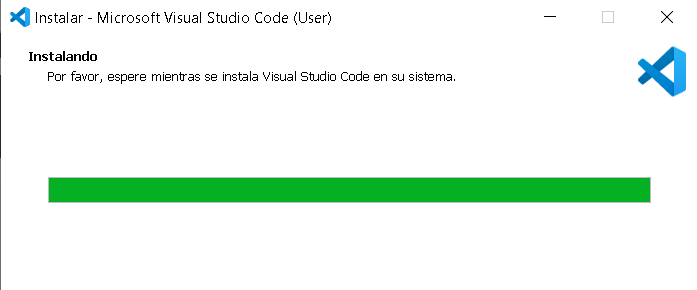 Instalar - Microsoft Visual Studio Code (User)
Instalando
Por favor, espere mientras se instala Visual Studio Code en su sistema.